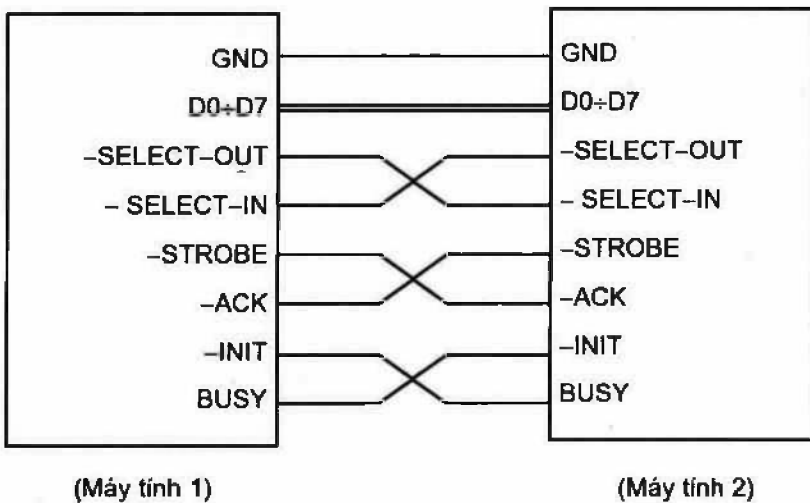 GND GND
D0÷D7 D0÷D7
–SELECT–OUT –SELECT–OUT
– SELECT–IN – SELECT–IN
–STROBE –STROBE
–ACK –ACK
–INIT –INIT
BUSY BUSY
(Máy tính 1) (Máy tính 2)